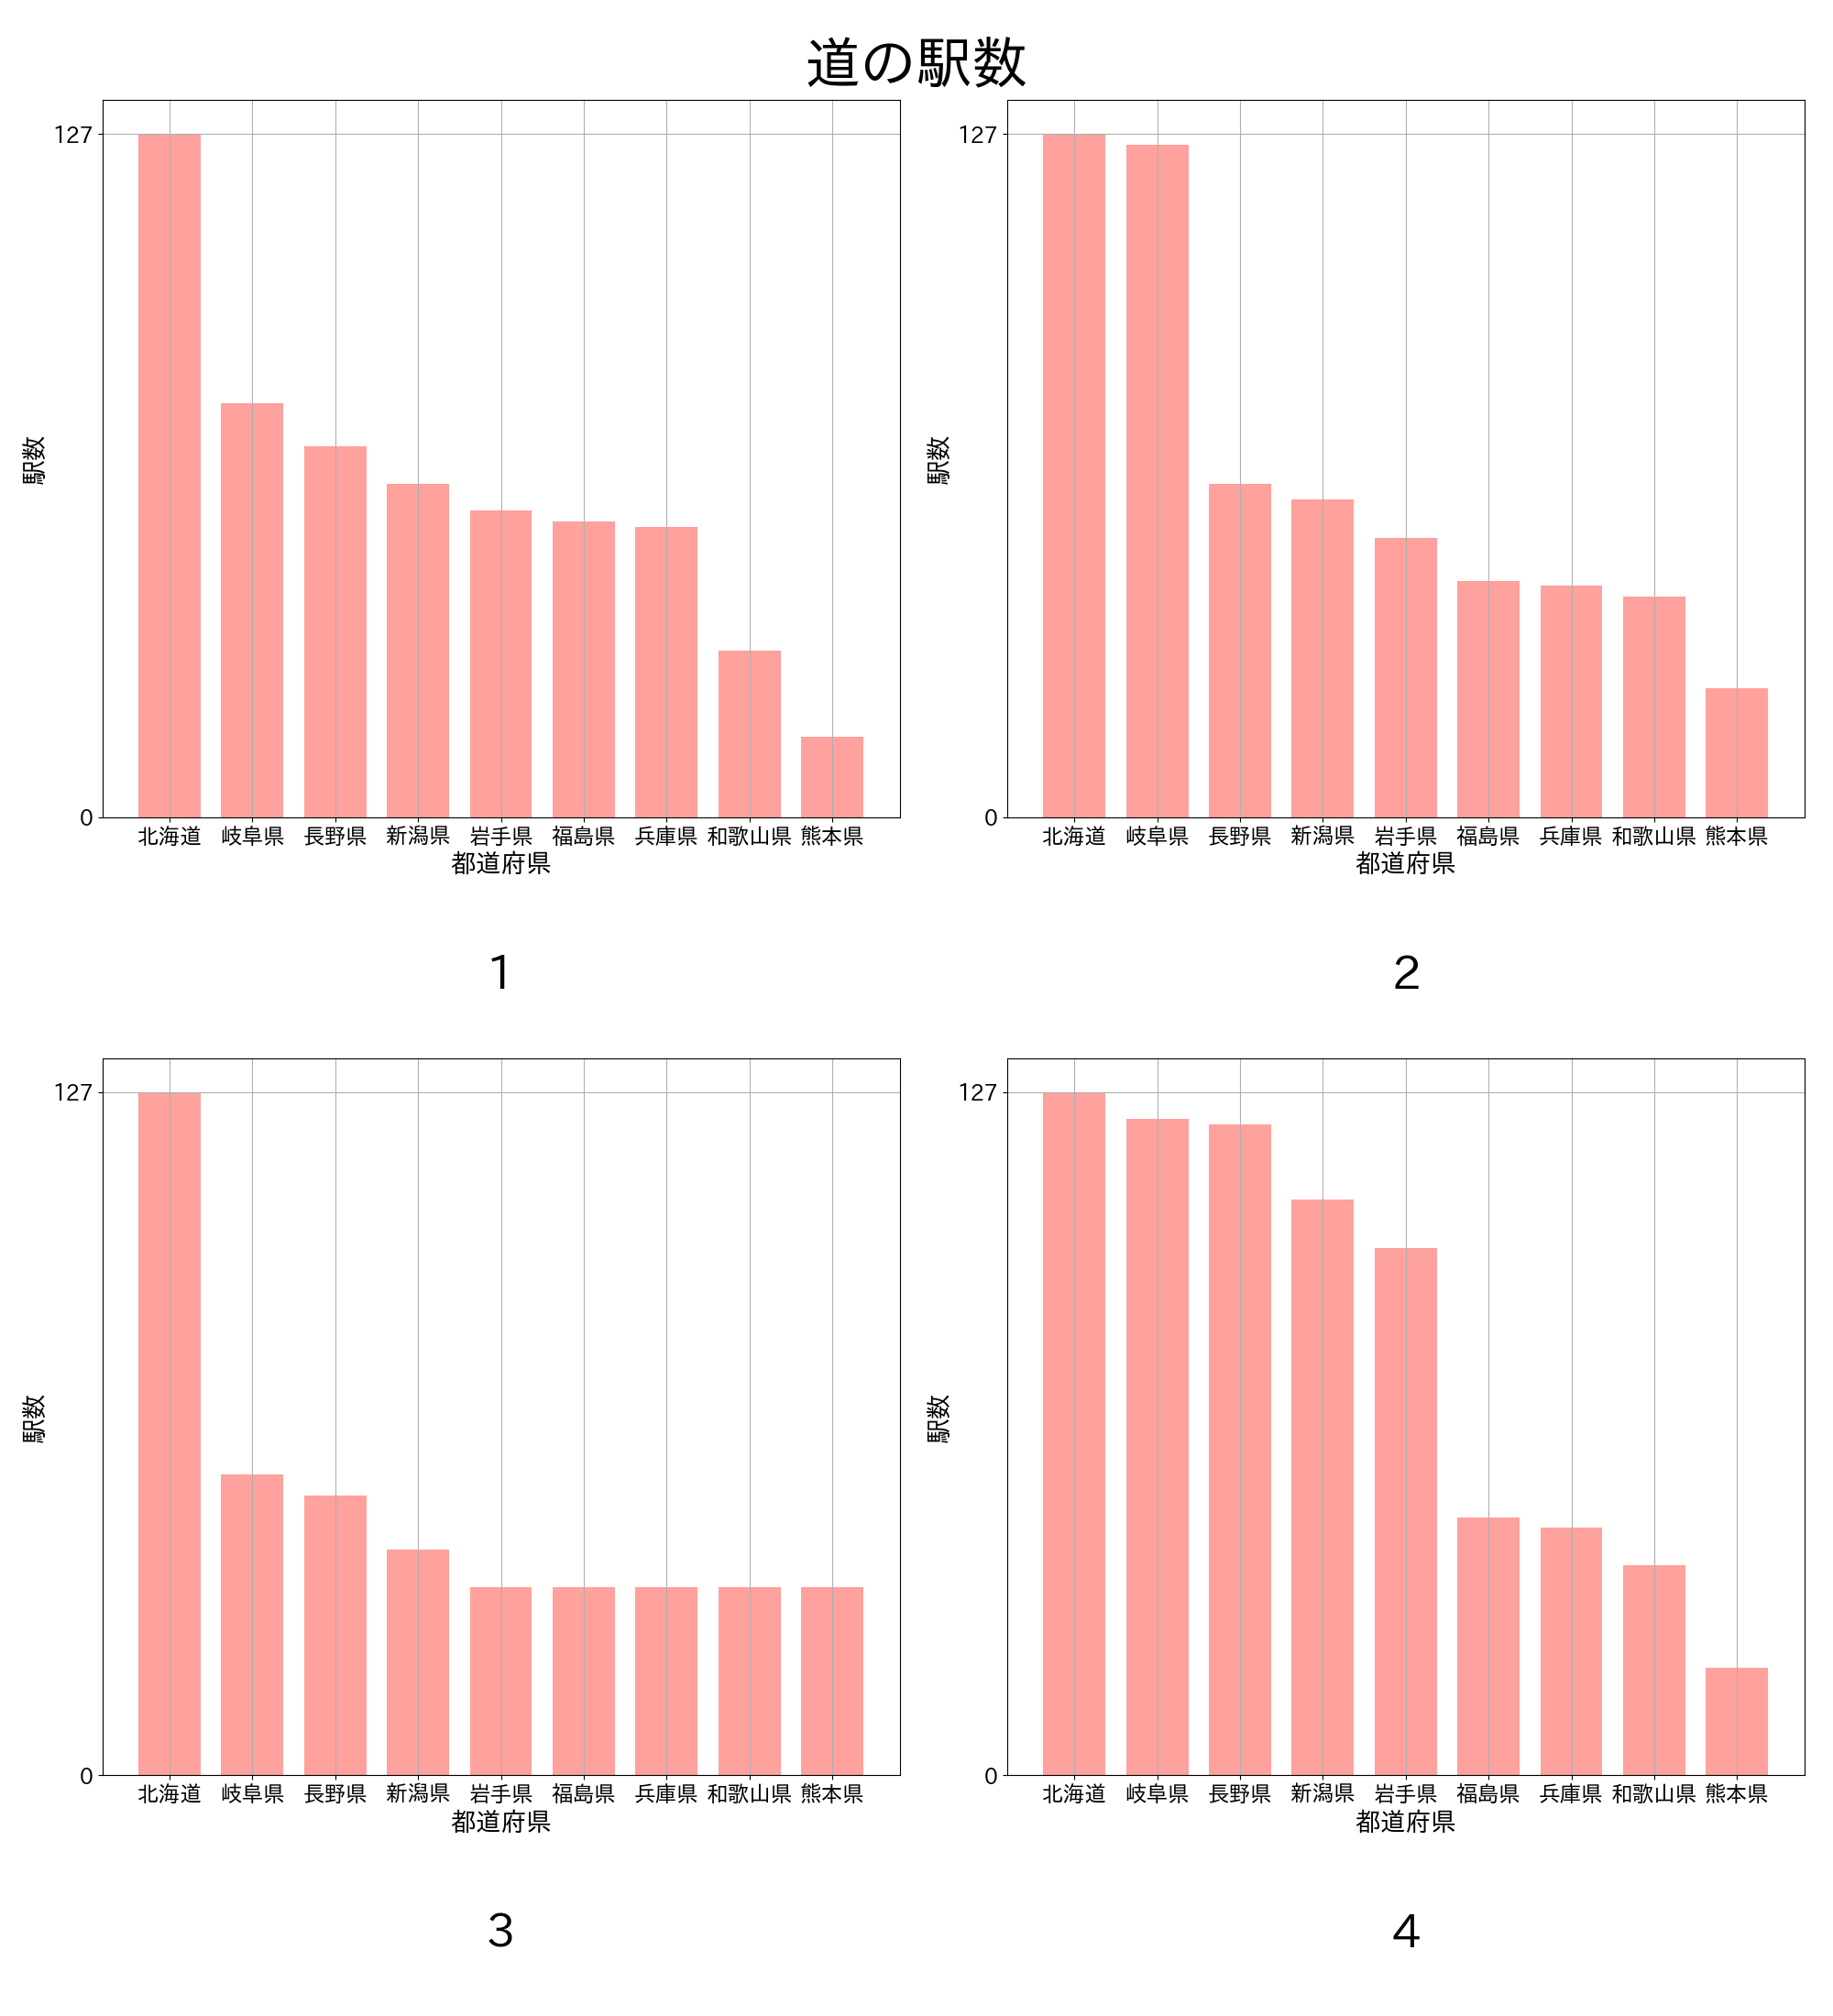 道の駅数
127
0
駅数
北海道 岐阜県 長野県 新潟県 岩手県 福島県 兵庫県 和歌山県 熊本県
都道府県
1
127
0
駅数
北海道 岐阜県 長野県 新潟県 岩手県 福島県 兵庫県 和歌山県 熊本県
都道府県
2
127
0
駅数
北海道 岐阜県 長野県 新潟県 岩手県 福島県 兵庫県 和歌山県 熊本県
都道府県
3
127
0
駅数
北海道 岐阜県 長野県 新潟県 岩手県 福島県 兵庫県 和歌山県 熊本県
都道府県
4